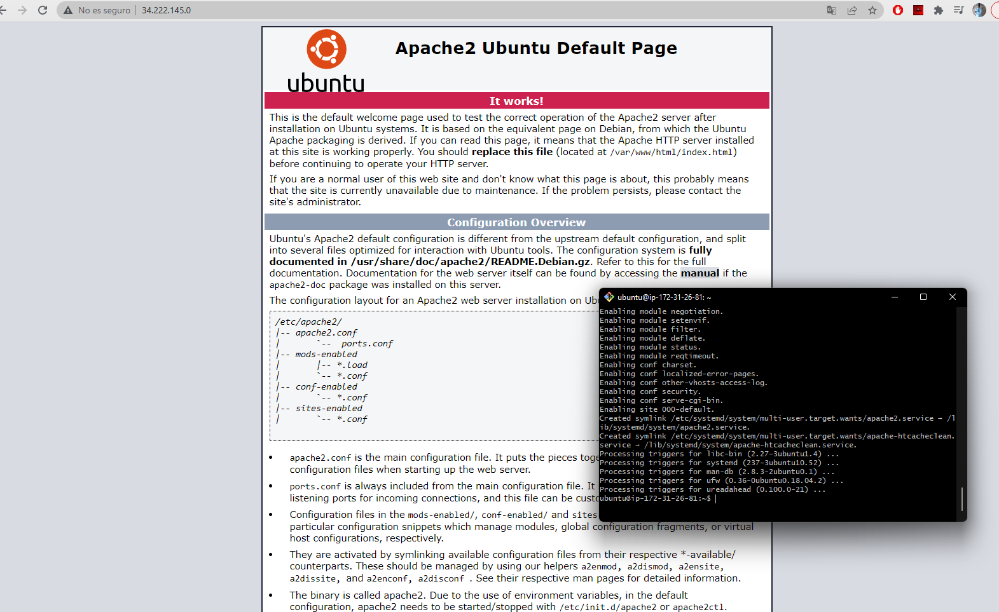 No es seguro | 34.222.145.0
ubuntu
Apache2 Ubuntu Default Page
It works!
This is the default welcome page used to test the correct operation of the Apache2 server after
installation on Ubuntu systems. It is based on the equivalent page on Debian, from which the Ubuntu
Apache packaging is derived. If you can read this page, it means that the Apache HTTP server installed
at this site is working properly. You should replace this file (located at /var/www/html/index.html)
before continuing to operate your HTTP server.
If you are a normal user of this web site and don't know what this page is about, this probably means
that the site is currently unavailable due to maintenance. If the problem persists, please contact the
site's administrator.
Configuration Overview
Ubuntu's Apache2 default configuration is different from the upstream default configuration, and split
into several files optimized for interaction with Ubuntu tools. The configuration system is fully
documented in /usr/share/doc/apache2/README.Debian.gz. Refer to this for the full
documentation. Documentation for the web server itself can be found by accessing the manual if the
apache2-doc package was installed on this server.
The configuration layout for an Apache2 web server installation on
/etc/apache2/
|-- apache2.conf
|       `--  ports.conf
|-- mods-enabled
|       |-- *.load
|       `-- *.conf
|-- conf-enabled
|       `-- *.conf
|-- sites-enabled
|       `-- *.conf
• apache2.conf is the main configuration file. It puts the pieces
configuration files when starting up the web server.
• ports.conf is always included from the main configuration file. It
listening ports for incoming connections, and this file can be
• Configuration files in the mods-enabled/, conf-enabled/ and sites
particular configuration snippets which manage modules, global configuration fragments, or virtual
host configurations, respectively.
• They are activated by symlinking available configuration files from their respective *-available/
counterparts. These should be managed by using our helpers a2enmod, a2dismod, a2ensite,
a2dissite, and a2enconf, a2disconf . See their respective man pages for detailed information.
• The binary is called apache2. Due to the use of environment variables, in the default
configuration, apache2 needs to be started/stopped with /etc/init.d/apache2 or apache2ctl.
ubuntu@ip-172-31-26-81: ~
Enabling module negotiation.
Enabling module setenvif.
Enabling module filter.
Enabling module deflate.
Enabling module status.
Enabling module reqtimeout.
Enabling conf charset.
Enabling conf localized-error-pages.
Enabling conf other-vhosts-access-log.
Enabling conf security.
Enabling conf serve-cgi-bin.
Enabling site 000-default.
Created symlink /etc/systemd/system/multi-user.target.wants/apache2.service → /l
ib/systemd/system/apache2.service.
Created symlink /etc/systemd/system/multi-user.target.wants/apache-htcacheclean.
service → /lib/systemd/system/apache-htcacheclean.service.
Processing triggers for libc-bin (2.27-3ubuntu1.4) ...
Processing triggers for systemd (237-3ubuntu10.52) ...
Processing triggers for man-db (2.8.3-2ubuntu0.1) ...
Processing triggers for ufw (0.36-0ubuntu0.18.04.2) ...
Processing triggers for ureadahead (0.100.0-21) ...
ubuntu@ip-172-31-26-81:~$